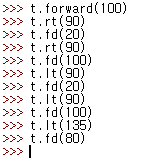 >>> t.forward(100)
>>> t.rt(90)
>>> t.fd(20)
>>> t.rt(90)
>>> t.fd(100)
>>> t.lt(90)
>>> t.fd(20)
>>> t.lt(90)
>>> t.fd(100)
>>> t.lt(135)
>>> t.fd(80)
>>>